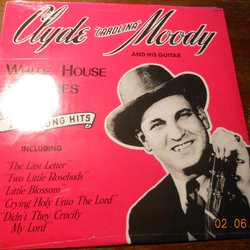 Clyde "CAROLINA" Moody
AND HIS GUITAR
WHITE HOUSE
HITS
INCLUDING
"The Last Letter"
"Two Little Rosebuds"
"Little Blossom"
"Crying Holy Unto the Lord"
"Didn't They Crucify
My Lord"
02.06